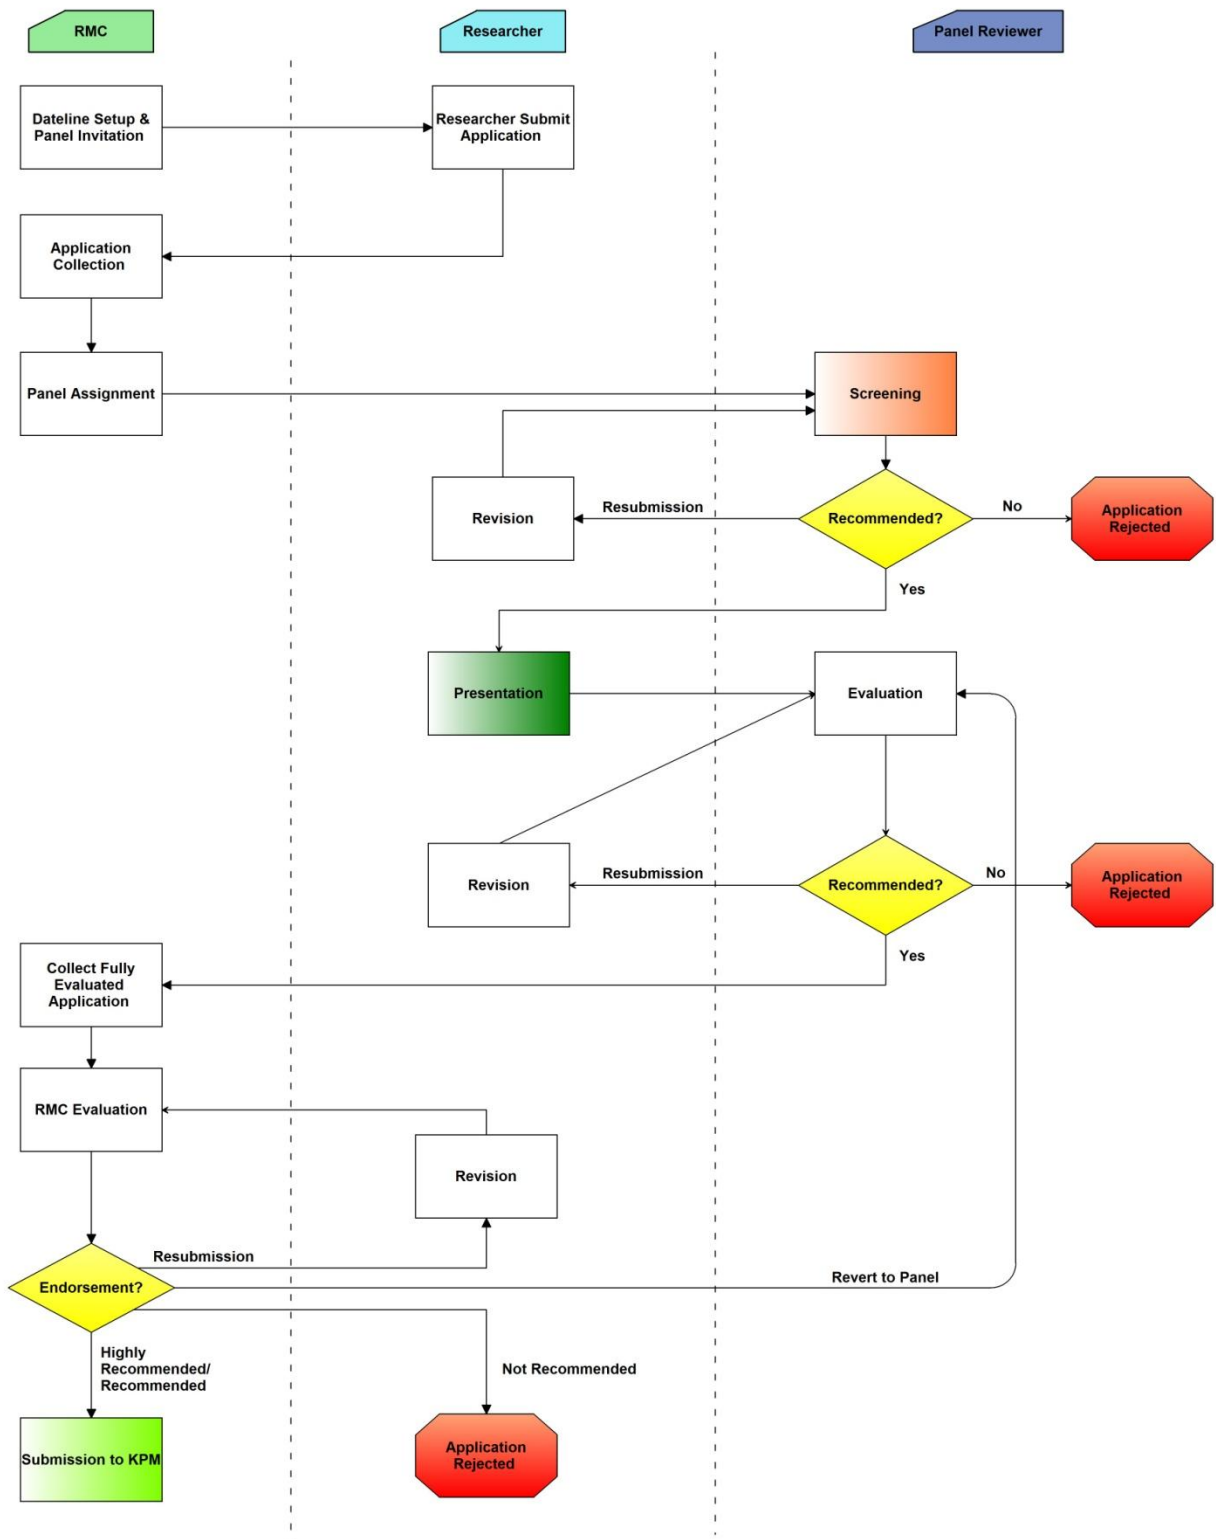 RMC
Researcher
Panel Reviewer
Dateline Setup &
Panel Invitation
Researcher Submit
Application
Application
Collection
Panel Assignment
Screening
Revision
Resubmission
Recommended?
No
Application
Rejected
Yes
Presentation
Evaluation
Revision
Resubmission
Recommended?
No
Application
Rejected
Yes
Collect Fully
Evaluated
Application
RMC Evaluation
Revision
Resubmission
Endorsement?
Revert to Panel
Highly
Recommended/
Recommended
Not Recommended
Submission to KPM
Application
Rejected